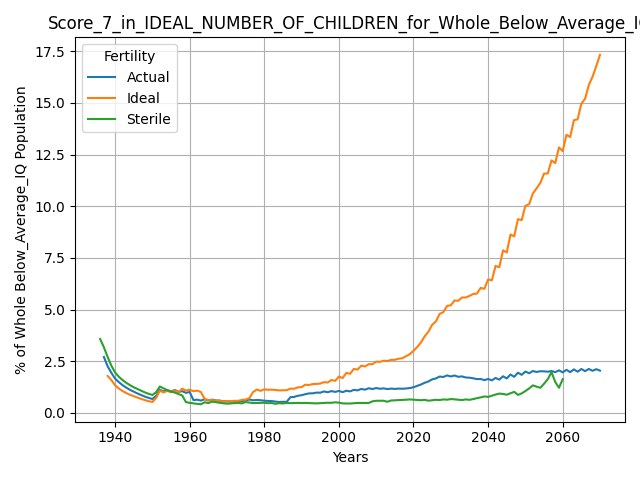 Score_7_in_IDEAL_NUMBER_OF_CHILDREN_for_Whole_Below_Average_I
Fertility
Actual
Ideal
Sterile
% of Whole Below_Average_IQ Population
17.5
15.0
12.5
10.0
7.5
5.0
2.5
0.0
1940 1960 1980 2000 2020 2040 2060
Years